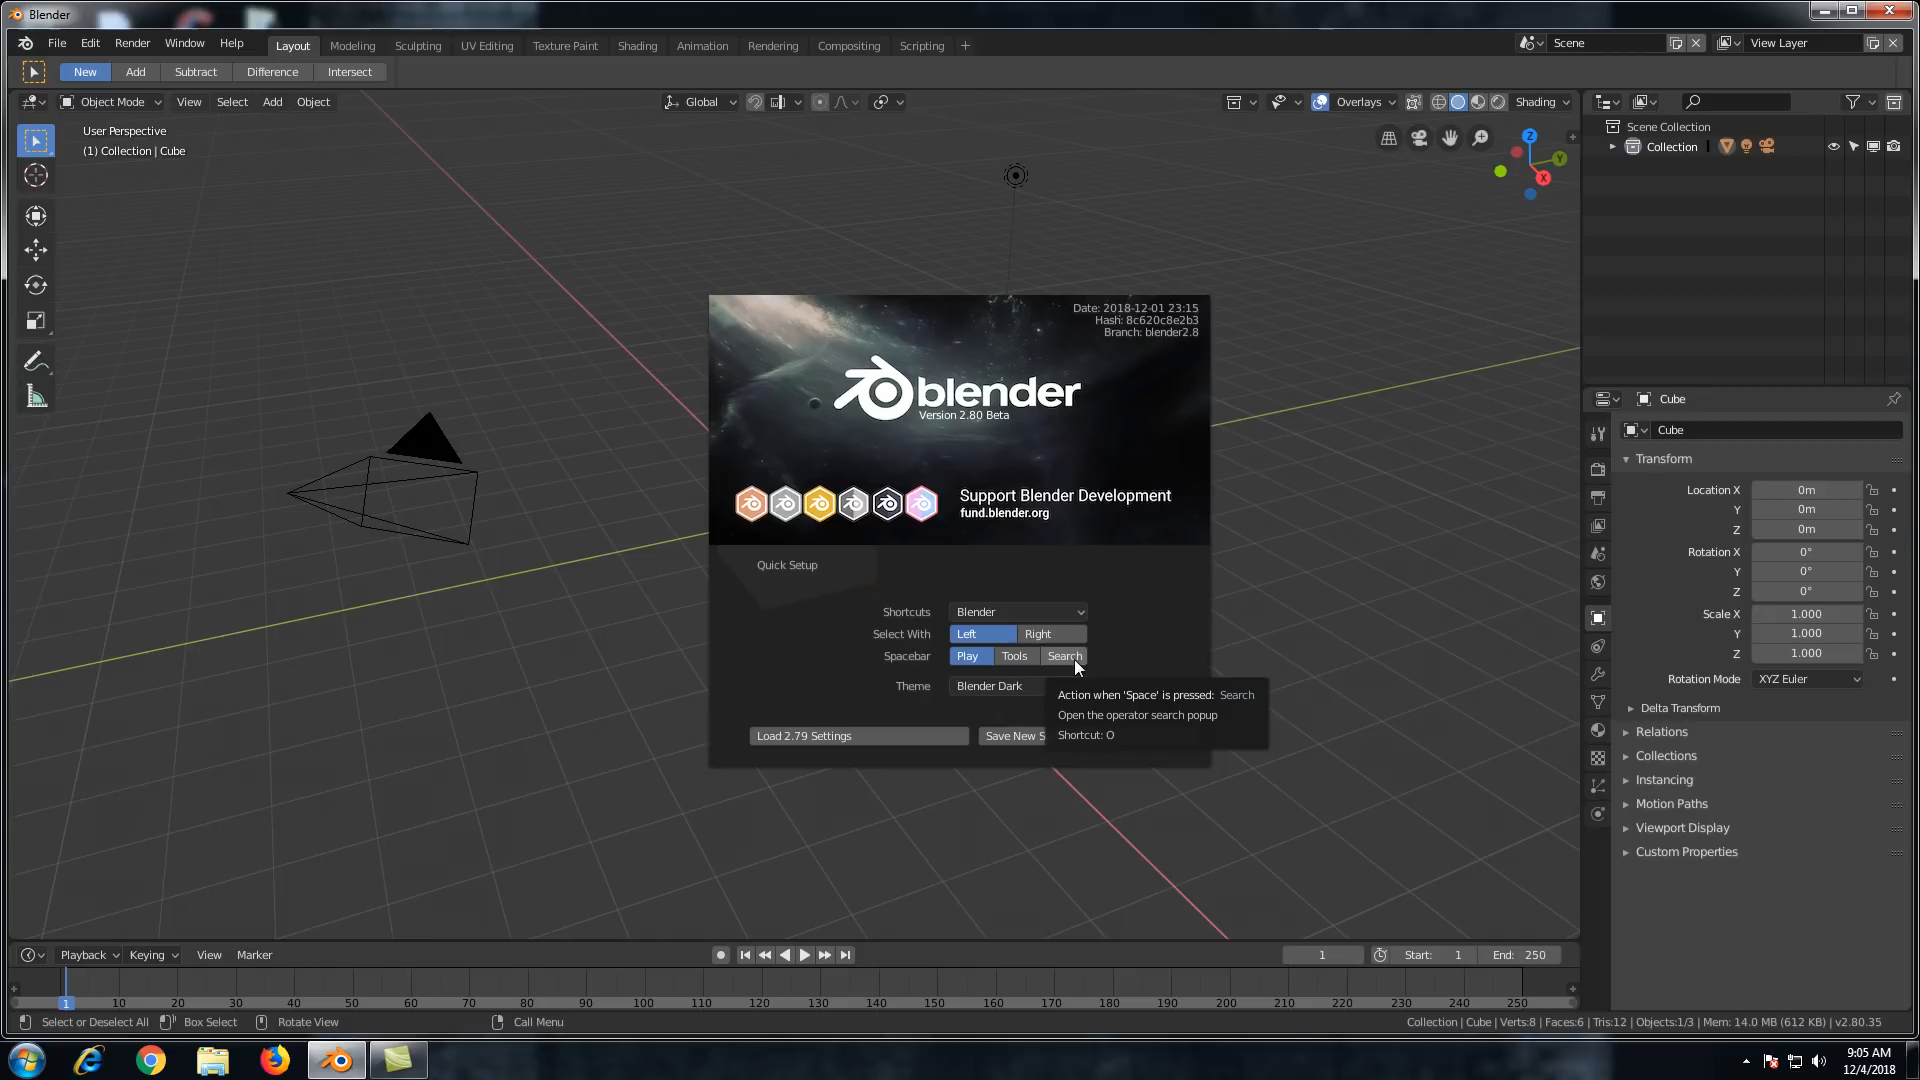 Blender
File Edit Render Window Help Layout Modeling Sculpting UV Editing Texture Paint Shading Animation Rendering Compositing Scripting + Scene View Layer
New Add Subtract Difference Intersect
Object Mode View Select Add Object Global Overlays Shading
User Perspective
(1) Collection | Cube
Z
Y
X
Scene Collection
Collection
Date: 2018-12-01 23:15
Hash: 8c620c8e2b3
Branch: blender2.8
blender
Version 2.80 Beta
Support Blender Development
fund.blender.org
Quick Setup
Shortcuts Blender
Select With Left Right
Spacebar Play Tools Search
Theme Blender Dark
Action when 'Space' is pressed: Search
Open the operator search popup
Shortcut: O
Load 2.79 Settings Save New S
Cube
Cube
Transform
Location X 0m
Y 0m
Z 0m
Rotation X 0°
Y 0°
Z 0°
Scale X 1.000
Y 1.000
Z 1.000
Rotation Mode XYZ Euler
Delta Transform
Relations
Collections
Instancing
Motion Paths
Viewport Display
Custom Properties
Playback Keying View Marker 1 Start: 1 End: 250
1 10 20 30 40 50 60 70 80 90 100 110 120 130 140 150 160 170 180 190 200 210 220 230 240 250
Select or Deselect All Box Select Rotate View Call Menu Collection | Cube | Verts:8 | Faces:6 | Tris:12 | Objects:1/3 | Mem: 14.0 MB (612 KB) | v2.80.35
9:05 AM
12/4/2018